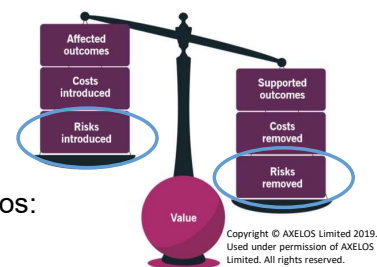 Affected
outcomes
Costs
introduced
Risks
introduced
Supported
outcomes
Costs
removed
Risks
removed
os:
Value
Copyright © AXELOS Limited 2019.
Used under permission of AXELOS
Limited. All rights reserved.